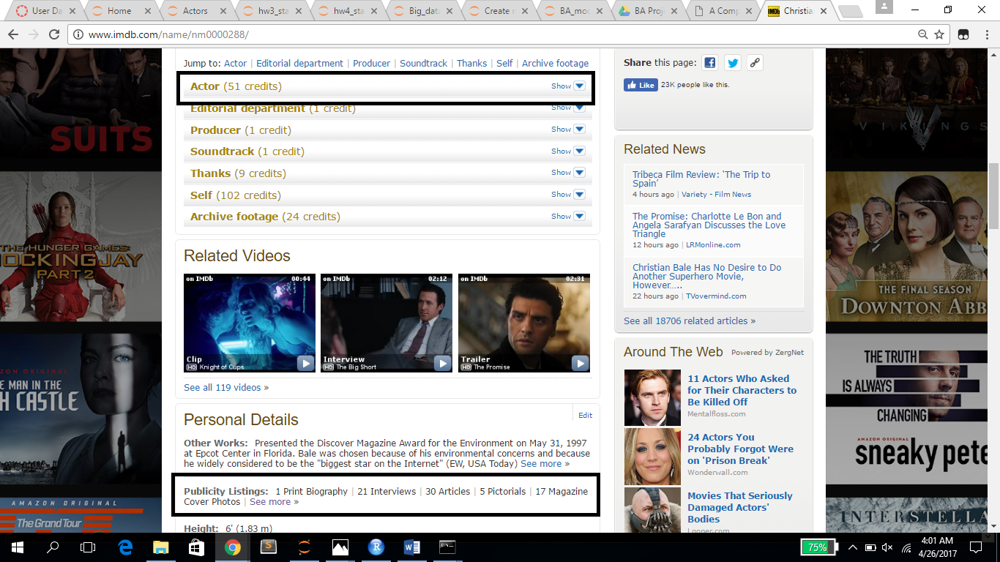 User Da
Home
Actors
hw3_sta
hw4_sta
Big_data
Create r
BA_moc
BA Proj
A Comp
Christia
www.imdb.com/name/nm0000288/
Jump to: Actor | Editorial department | Producer | Soundtrack | Thanks | Self | Archive footage
Actor (51 credits) Show
Editorial department (1 credit) Show
Producer (1 credit) Show
Soundtrack (1 credit) Show
Thanks (9 credits) Show
Self (102 credits) Show
Archive footage (24 credits) Show
Related Videos
on IMDb 00:44
Clip
HD Knight of Cups
on IMDb 02:12
Interview
HD The Big Short
on IMDb 02:31
Trailer
HD The Promise
See all 119 videos »
Personal Details
Edit
Other Works: Presented the Discover Magazine Award for the Environment on May 31, 1997
at Epcot Center in Florida. Bale was chosen because of his environmental concerns and because
he widely considered to be the "biggest star on the Internet" (EW, USA Today) See more »
Publicity Listings: 1 Print Biography | 21 Interviews | 30 Articles | 5 Pictorials | 17 Magazine
Cover Photos | See more »
Height: 6' (1.83 m)
Share this page:
Like 23K people like this.
Related News
Tribeca Film Review: ‘The Trip to
Spain’
4 hours ago | Variety - Film News
The Promise: Charlotte Le Bon and
Angela Sarafyan Discusses the Love
Triangle
12 hours ago | LRMonline.com
Christian Bale Has No Desire to Do
Another Superhero Movie,
However…..
22 hours ago | TVovermind.com
See all 18706 related articles »
Around The Web Powered by ZergNet
11 Actors Who Asked
for Their Characters to
Be Killed Off
Mentalfloss.com
24 Actors You
Probably Forgot Were
on 'Prison Break'
Wonderwall.com
Movies That Seriously
Damaged Actors'
Bodies
Looper.com
SUITS
THE HUNGER GAMES:
MOCKINGJAY
PART 2
AZON ORIGINAL
E MAN IN THE
H CASTLE
AMAZON ORIGINAL
The Grand Tour
VIKINGS
THE FINAL SEASON
DOWNTON ABB
THE TRUTH
IS ALWAYS
CHANGING
AMAZON ORIGINAL
sneaky pete
INTERSTELLA
75%
4:01 AM
4/26/2017